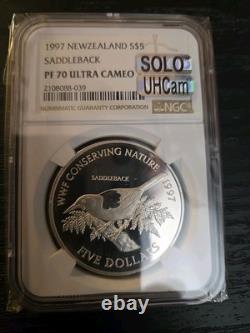 1997 NEWZEALAND S$5
SADDLEBACK
PF 70 ULTRA CAMEO
2108088-039
NUMISMATIC GUARANTY CORPORATION
NGC
SOLO
UHCam
WWF CONSERVING NATURE
1997
SADDLEBACK
FIVE DOLLARS